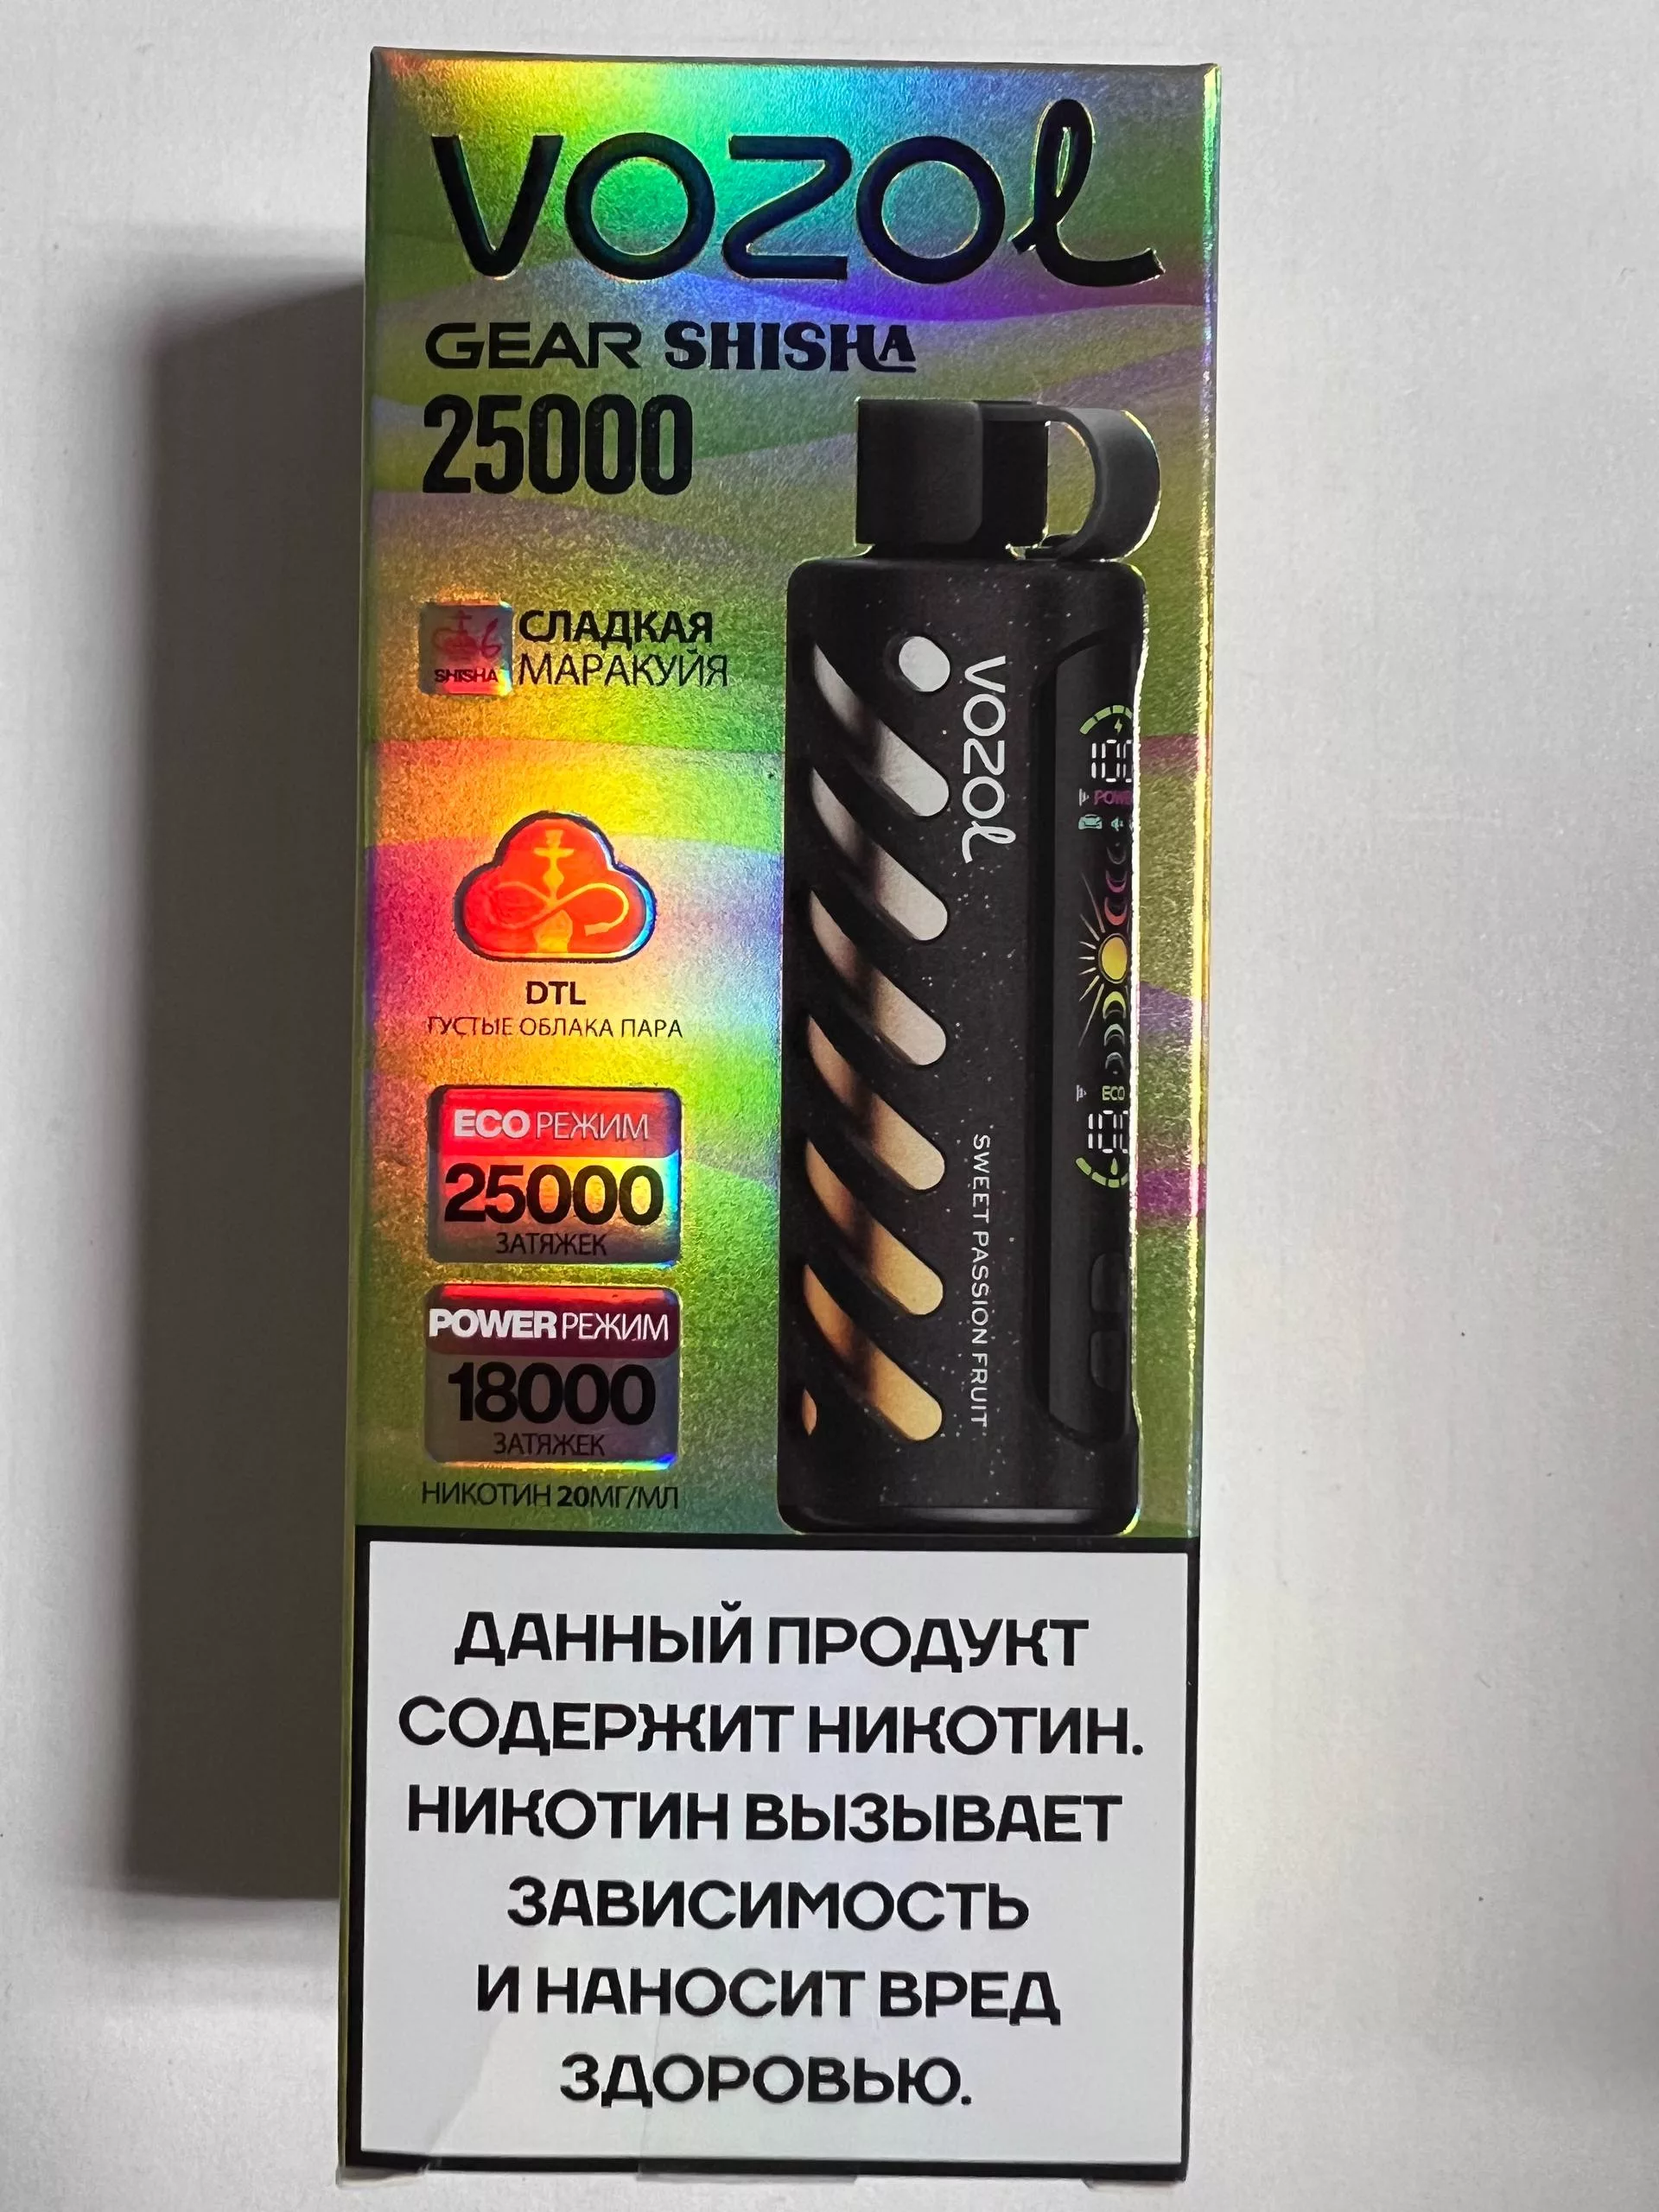 VOZOL
GEAR SHISHA
25000
СЛАДКАЯ
SHISHA МАРАКУЙЯ
DTL
ГУСТЫЕ ОБЛАКА ПАРА
ECO РЕЖИМ
25000
ЗАТЯЖЕК
POWER РЕЖИМ
18000
ЗАТЯЖЕК
НИКОТИН 20МГ/МЛ
VOZOL
SWEET PASSION FRUIT
ECO
ДАННЫЙ ПРОДУКТ
СОДЕРЖИТ НИКОТИН.
НИКОТИН ВЫЗЫВАЕТ
ЗАВИСИМОСТЬ
И НАНОСИТ ВРЕД
ЗДОРОВЬЮ.